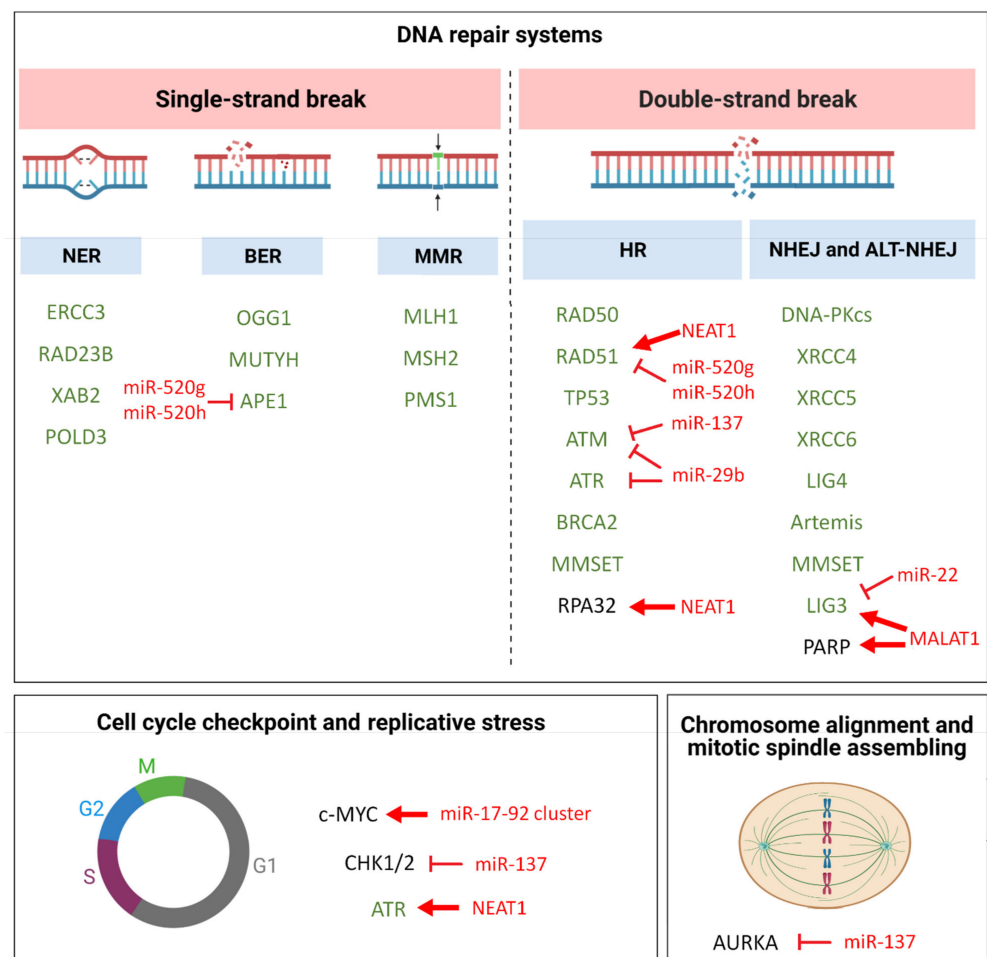 DNA repair systems
Single-strand break
Double-strand break
NER
BER
MMR
HR
NHEJ and ALT-NHEJ
ERCC3
RAD23B
XAB2
POLD3
miR-520g
miR-520h
OGG1
MUTYH
APE1
MLH1
MSH2
PMS1
RAD50
RAD51
TP53
ATM
ATR
BRCA2
MMSET
RPA32
NEAT1
miR-520g
miR-520h
miR-137
miR-29b
NEAT1
DNA-PKcs
XRCC4
XRCC5
XRCC6
LIG4
Artemis
MMSET
LIG3
PARP
miR-22
MALAT1
Cell cycle checkpoint and replicative stress
M
G2
S
G1
c-MYC
miR-17-92 cluster
CHK1/2
miR-137
ATR
NEAT1
Chromosome alignment and
mitotic spindle assembling
AURKA
miR-137